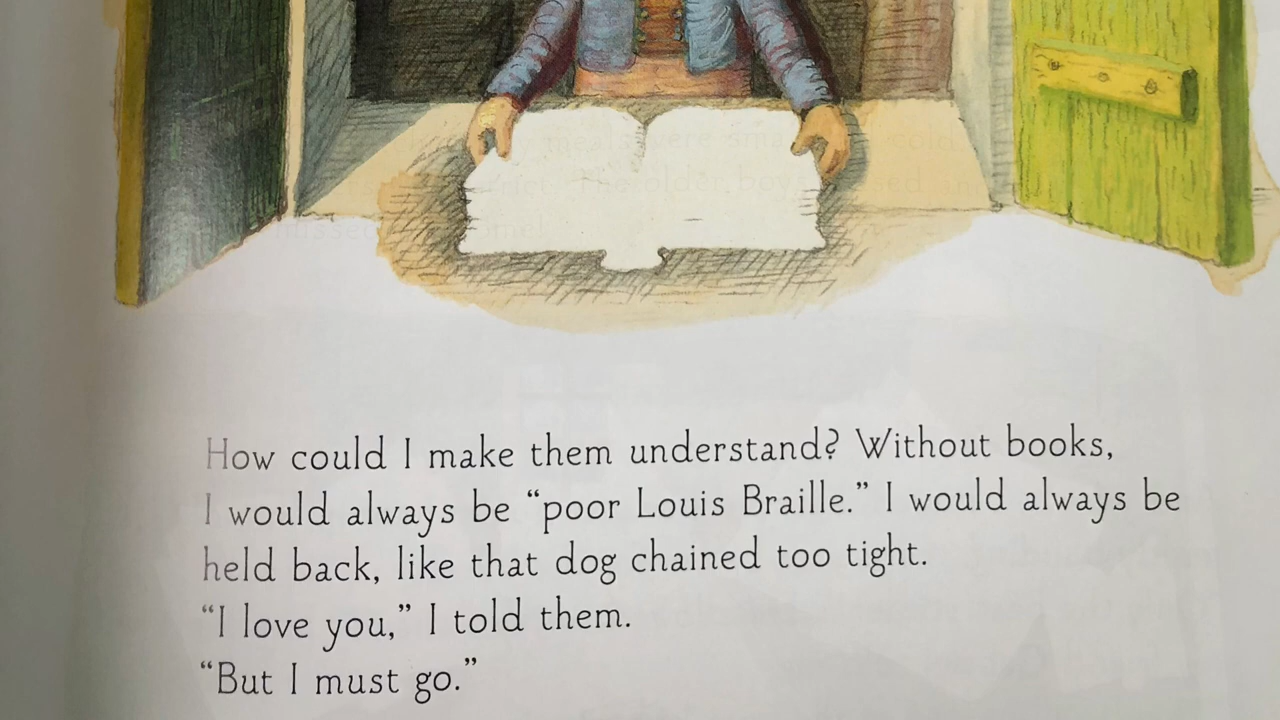 How could I make them understand? Without books,
I would always be “poor Louis Braille.” I would always be
held back, like that dog chained too tight.
“I love you,” I told them.
“But I must go.”